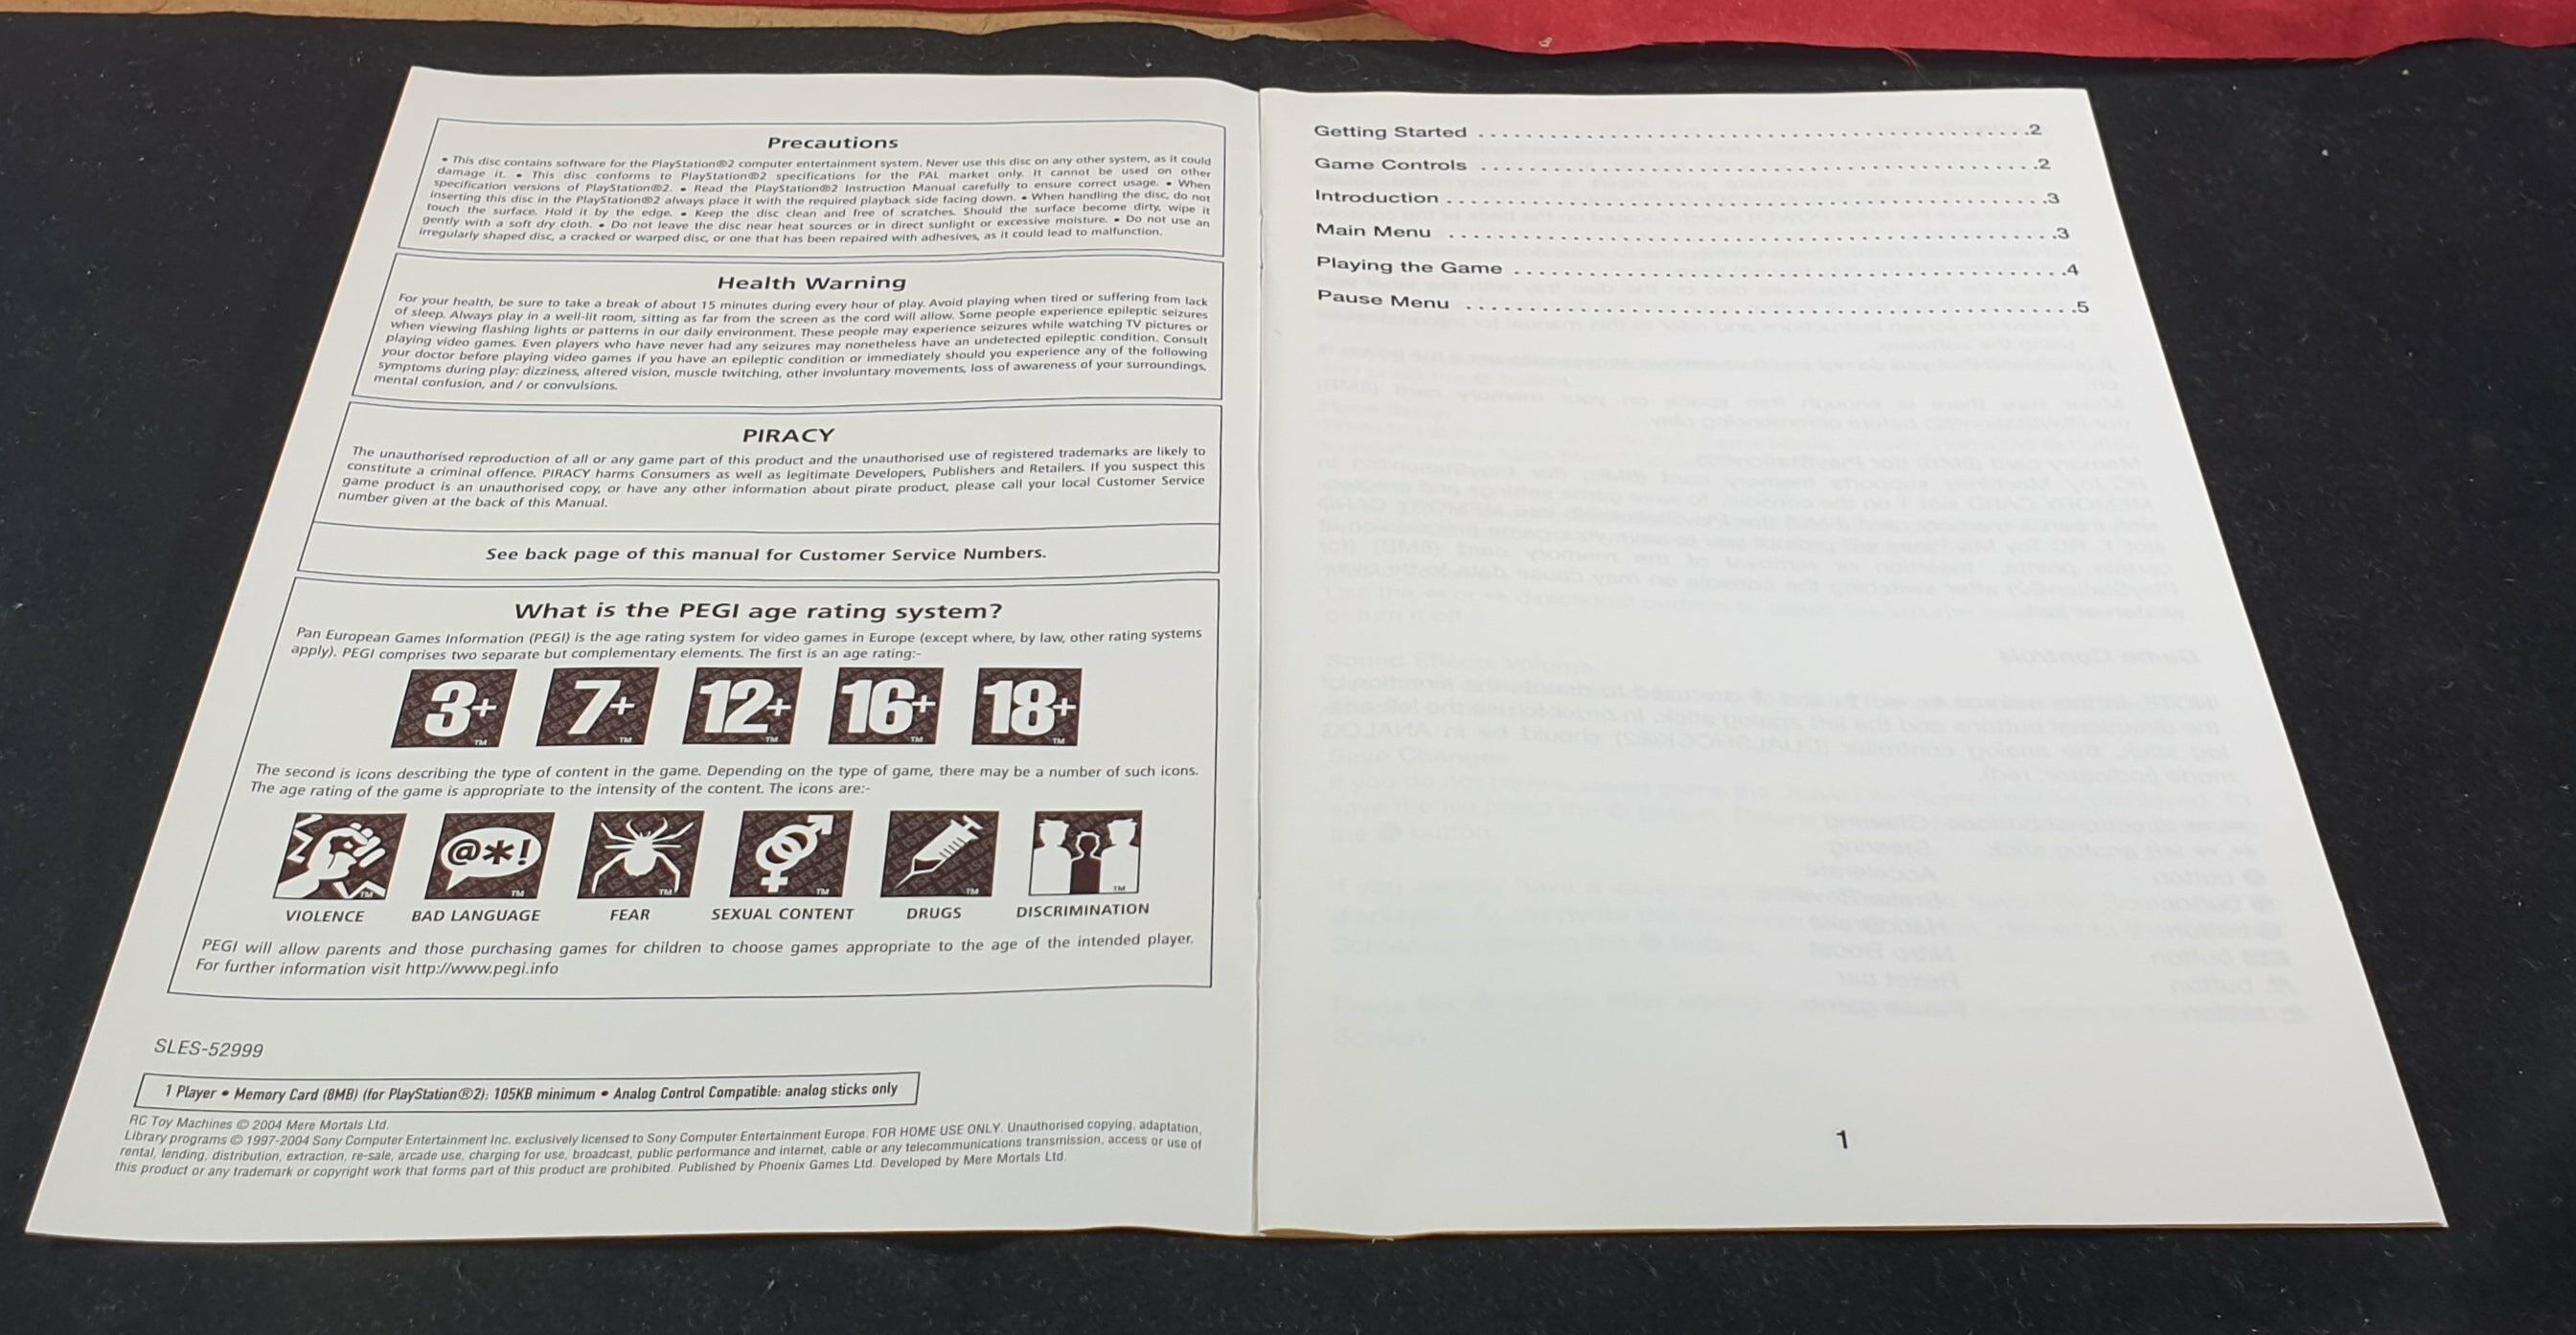 Precautions
• This disc contains software for the PlayStation®2 computer entertainment system. Never use this disc on any other system, as it could
damage it. • This disc conforms to PlayStation®2 specifications for the PAL market only. It cannot be used on other
specification versions of PlayStation®2. • Read the PlayStation®2 Instruction Manual carefully to ensure correct usage. • When
inserting this disc in the PlayStation®2 always place it with the required playback side facing down. • When handling the disc, do not
touch the surface. Hold it by the edge. • Keep the disc clean and free of scratches. Should the surface become dirty, wipe it
gently with a soft dry cloth. • Do not leave the disc near heat sources or in direct sunlight or excessive moisture. • Do not use an
irregularly shaped disc, a cracked or warped disc, or one that has been repaired with adhesives, as it could lead to malfunction.
Health Warning
For your health, be sure to take a break of about 15 minutes during every hour of play. Avoid playing when tired or suffering from lack
of sleep. Always play in a well-lit room, sitting as far from the screen as the cord will allow. Some people experience epileptic seizures
when viewing flashing lights or patterns in our daily environment. These people may experience seizures while watching TV pictures or
playing video games. Even players who have never had any seizures may nonetheless have an undetected epileptic condition. Consult
your doctor before playing video games if you have an epileptic condition or immediately should you experience any of the following
symptoms during play: dizziness, altered vision, muscle twitching, other involuntary movements, loss of awareness of your surroundings,
mental confusion, and / or convulsions.
PIRACY
The unauthorised reproduction of all or any game part of this product and the unauthorised use of registered trademarks are likely to
constitute a criminal offence. PIRACY harms Consumers as well as legitimate Developers, Publishers and Retailers. If you suspect this
game product is an unauthorised copy, or have any other information about pirate product, please call your local Customer Service
number given at the back of this Manual.
See back page of this manual for Customer Service Numbers.
What is the PEGI age rating system?
Pan European Games Information (PEGI) is the age rating system for video games in Europe (except where, by law, other rating systems
apply). PEGI comprises two separate but complementary elements. The first is an age rating:-
3+ 7+ 12+ 16+ 18+
The second is icons describing the type of content in the game. Depending on the type of game, there may be a number of such icons.
The age rating of the game is appropriate to the intensity of the content. The icons are:-
@*!
VIOLENCE BAD LANGUAGE FEAR SEXUAL CONTENT DRUGS DISCRIMINATION
PEGI will allow parents and those purchasing games for children to choose games appropriate to the age of the intended player.
For further information visit http://www.pegi.info
SLES-52999
1 Player • Memory Card (8MB) (for PlayStation®2): 105KB minimum • Analog Control Compatible: analog sticks only
RC Toy Machines © 2004 Mere Mortals Ltd.
Library programs © 1997-2004 Sony Computer Entertainment Inc. exclusively licensed to Sony Computer Entertainment Europe. FOR HOME USE ONLY. Unauthorised copying, adaptation,
rental, lending, distribution, extraction, re-sale, arcade use, charging for use, broadcast, public performance and internet, cable or any telecommunications transmission, access or use of
this product or any trademark or copyright work that forms part of this product are prohibited. Published by Phoenix Games Ltd. Developed by Mere Mortals Ltd.
Getting Started ..................................................2
Game Controls ..................................................2
Introduction ..................................................3
Main Menu ..................................................3
Playing the Game ..................................................4
Pause Menu ..................................................5
1